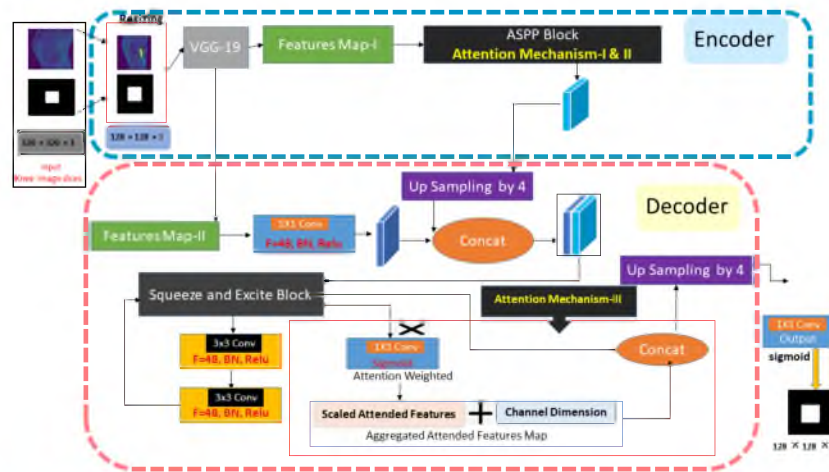 Resizing
VGG-19
Features Map-I
ASPP Block
Attention Mechanism-I & II
Encoder
128 × 128 × 3
input
Knee image slices
Up Sampling by 4
Decoder
Features Map-II
1X1 Conv
F=48, BN, Relu
Concat
Up Sampling by 4
Squeeze and Excite Block
Attention Mechanism-III
3x3 Conv
F=48, BN, Relu
3x3 Conv
F=48, BN, Relu
1X1 Conv
Sigmoid
Attention Weighted
Concat
Scaled Attended Features
+
Channel Dimension
Aggregated Attended Features Map
1X1 Conv
Output
sigmoid
128 × 128 ×